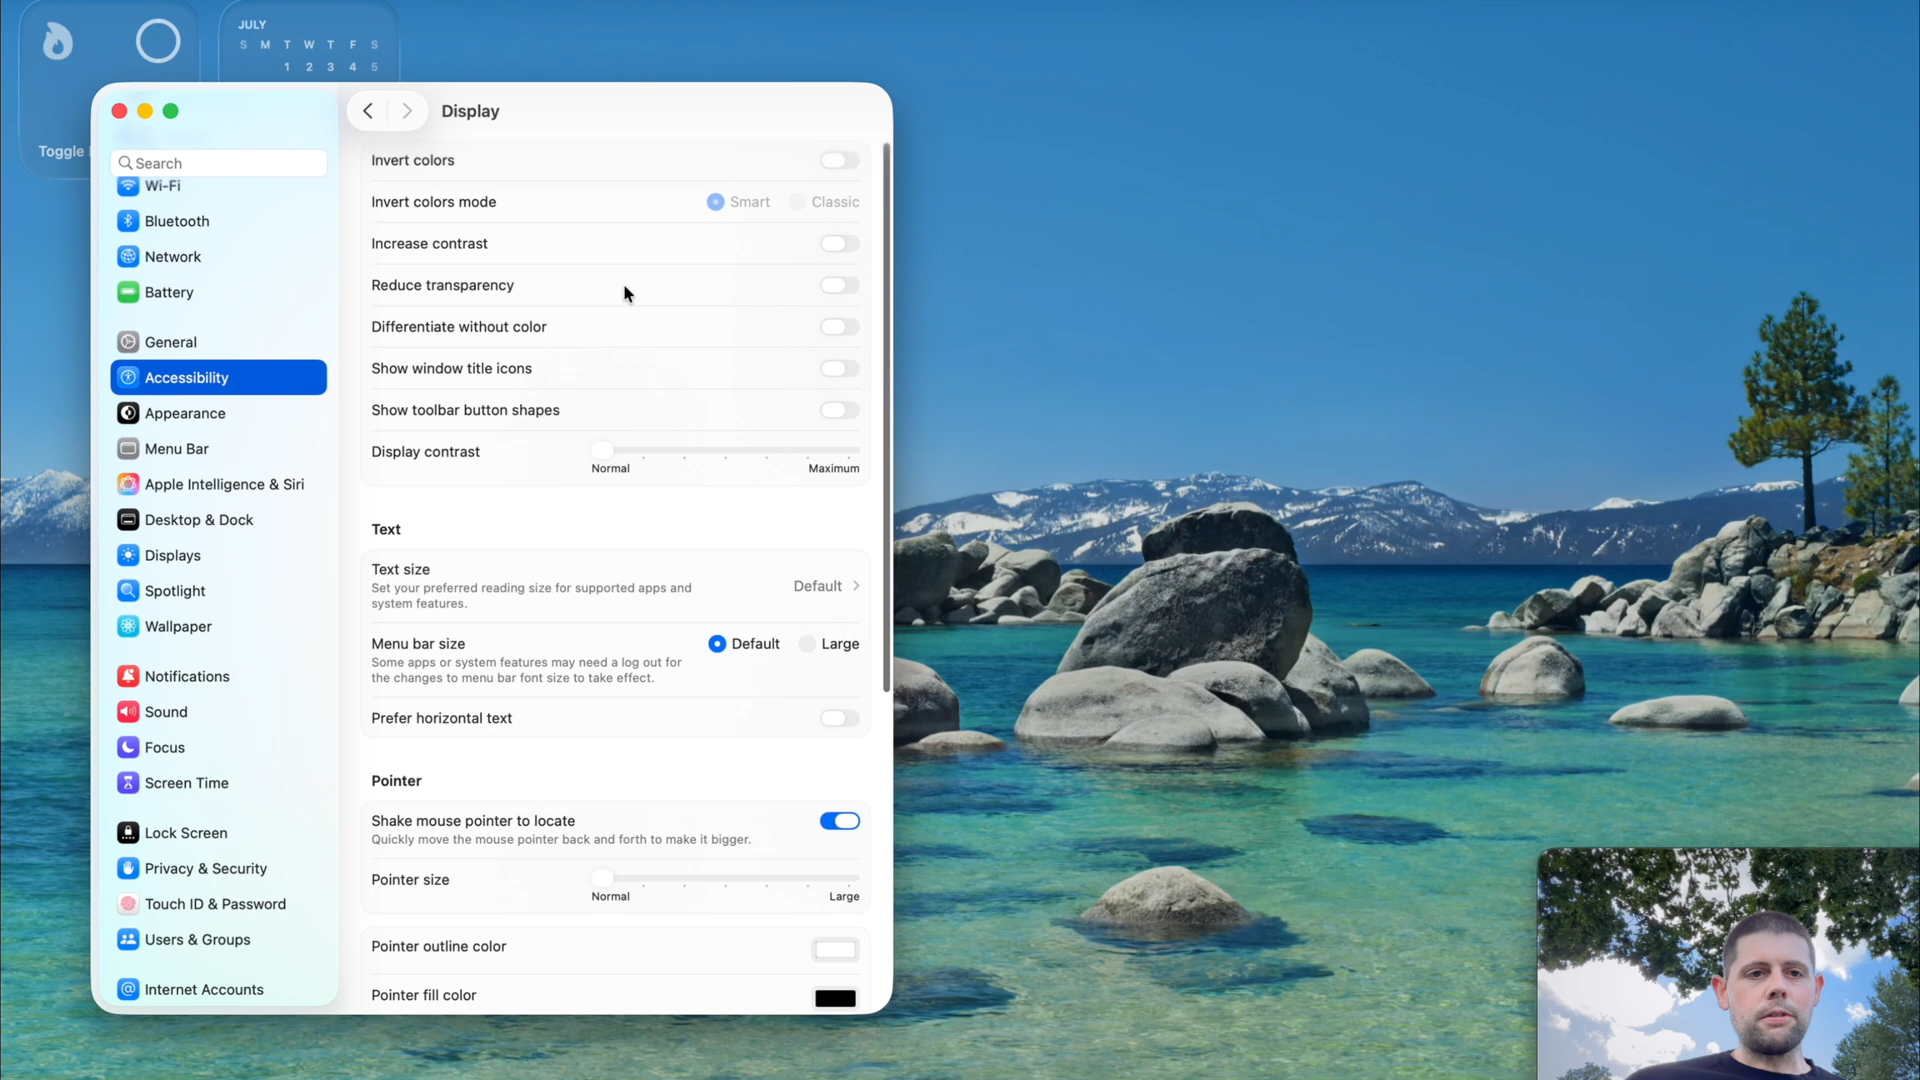 JULY
S M T W T F S
1 2 3 4 5
Toggle
Display
Search
Wi-Fi
Bluetooth
Network
Battery
General
Accessibility
Appearance
Menu Bar
Apple Intelligence & Siri
Desktop & Dock
Displays
Spotlight
Wallpaper
Notifications
Sound
Focus
Screen Time
Lock Screen
Privacy & Security
Touch ID & Password
Users & Groups
Internet Accounts
Invert colors
Invert colors mode Smart Classic
Increase contrast
Reduce transparency
Differentiate without color
Show window title icons
Show toolbar button shapes
Display contrast
Normal Maximum
Text
Text size
Set your preferred reading size for supported apps and
system features.
Default
Menu bar size Default Large
Some apps or system features may need a log out for
the changes to menu bar font size to take effect.
Prefer horizontal text
Pointer
Shake mouse pointer to locate
Quickly move the mouse pointer back and forth to make it bigger.
Pointer size
Normal Large
Pointer outline color
Pointer fill color